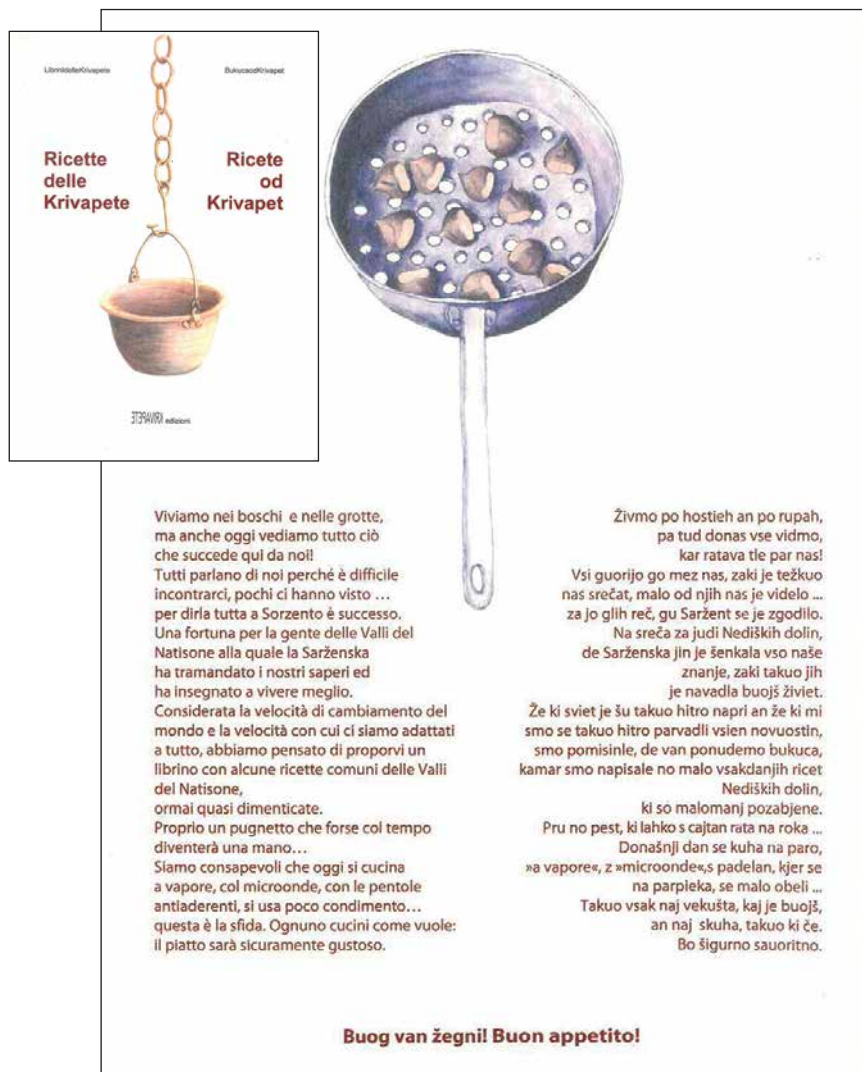 LibriniIdelleKrivapete
BukucaodKrivapet
Ricette
delle
Krivapete
Ricete
od
Krivapet
KRIVAPETE edizioni
Viviamo nei boschi e nelle grotte,
ma anche oggi vediamo tutto ciò
che succede qui da noi!
Tutti parlano di noi perché è difficile
incontrarci, pochi ci hanno visto ...
per dirla tutta a Sorzento è successo.
Una fortuna per la gente delle Valli del
Natisone alla quale la Sarženska
ha tramandato i nostri saperi ed
ha insegnato a vivere meglio.
Considerata la velocità di cambiamento del
mondo e la velocità con cui ci siamo adattati
a tutto, abbiamo pensato di proporvi un
librino con alcune ricette comuni delle Valli
del Natisone,
ormai quasi dimenticate.
Proprio un pugnetto che forse col tempo
diventerà una mano...
Siamo consapevoli che oggi si cucina
a vapore, col microonde, con le pentole
antiaderenti, si usa poco condimento...
questa è la sfida. Ognuno cucini come vuole:
il piatto sarà sicuramente gustoso.
Živmo po hostieh an po rupah,
pa tud donas vse vidmo,
kar ratava tle par nas!
Vsi guorijo go mez nas, zaki je težkuo
nas srečat, malo od njih nas je videlo ...
za jo glih reč, gu Saržent se je zgodilo.
Na sreča za judi Nediških dolin,
de Sarženska jin je šenkala vso naše
znanje, zaki takuo jih
je navadla buojš živiet.
Že ki sviet je šu takuo hitro napri an že ki mi
smo se takuo hitro parvadli vsien novuostin,
smo pomisinle, de van ponudemo bukuca,
kamar smo napisale no malo vsakdanjih ricet
Nediških dolin,
ki so malomanj pozabjene.
Pru no pest, ki lahko s cajtan rata na roka ...
Donašnji dan se kuha na paro,
»a vapore«, z »microonde«,s padelan, kjer se
na parpieka, se malo obeli ...
Takuo vsak naj vekušta, kaj je buojš,
an naj skuha, takuo ki če.
Bo šigurno sauoritno.
Buog van žegni! Buon appetito!